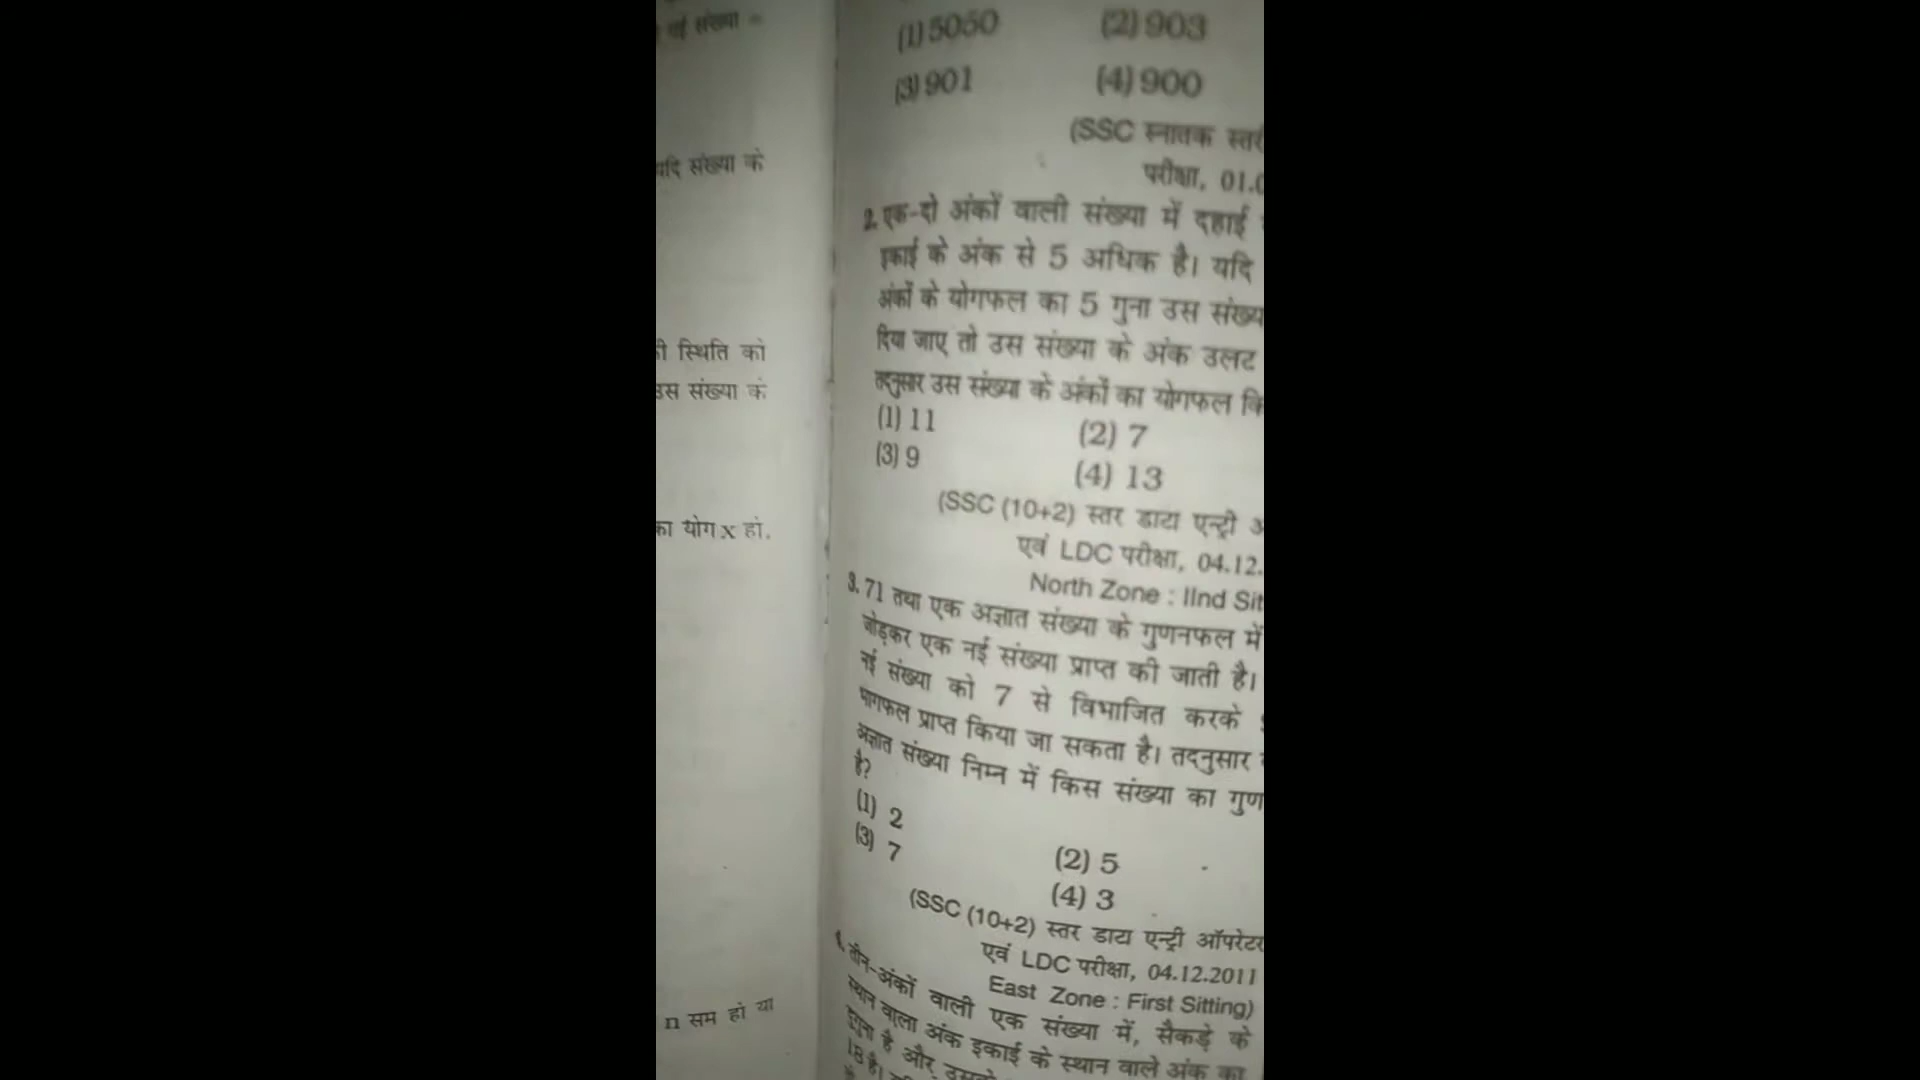 नई संख्या =
यदि संख्या के
स्थिति को
उस संख्या के
का योग x हो.
n सम हो या
(1) 5050 (2) 903
(3) 901 (4) 900
(SSC स्नातक
परीक्षा, 01.
2. एक-दो अंकों वाली संख्या में दहाई
इकाई के अंक से 5 अधिक है। यदि
अंकों के योगफल का 5 गुना उस
दिया जाए तो उस संख्या के अंक उलट
तदनुसार उस संख्या के अंकों का योगफल
(1) 11 (2) 7
(3) 9 (4) 13
(SSC (10+2) स्तर डाटा एन्ट्री
एवं LDC परीक्षा, 04.12.
North Zone : IInd Sit
3. 71 तथा एक अज्ञात संख्या के गुणनफल में
जोड़कर एक नई संख्या प्राप्त की जाती है।
नई संख्या को 7 से विभाजित करके
भागफल प्राप्त किया जा सकता है। तदनुसार
अज्ञात संख्या निम्न में किस संख्या का
है?
(1) 2 (2) 5
(3) 7 (4) 3
(SSC (10+2) स्तर डाटा एन्ट्री ऑपरेटर
एवं LDC परीक्षा, 04.12.2011
East Zone : First Sitting)
तीन-अंकों वाली एक संख्या में, सैकड़े के
स्थान वाला अंक इकाई के स्थान वाले अंक का
दुगुना है और
18 है।